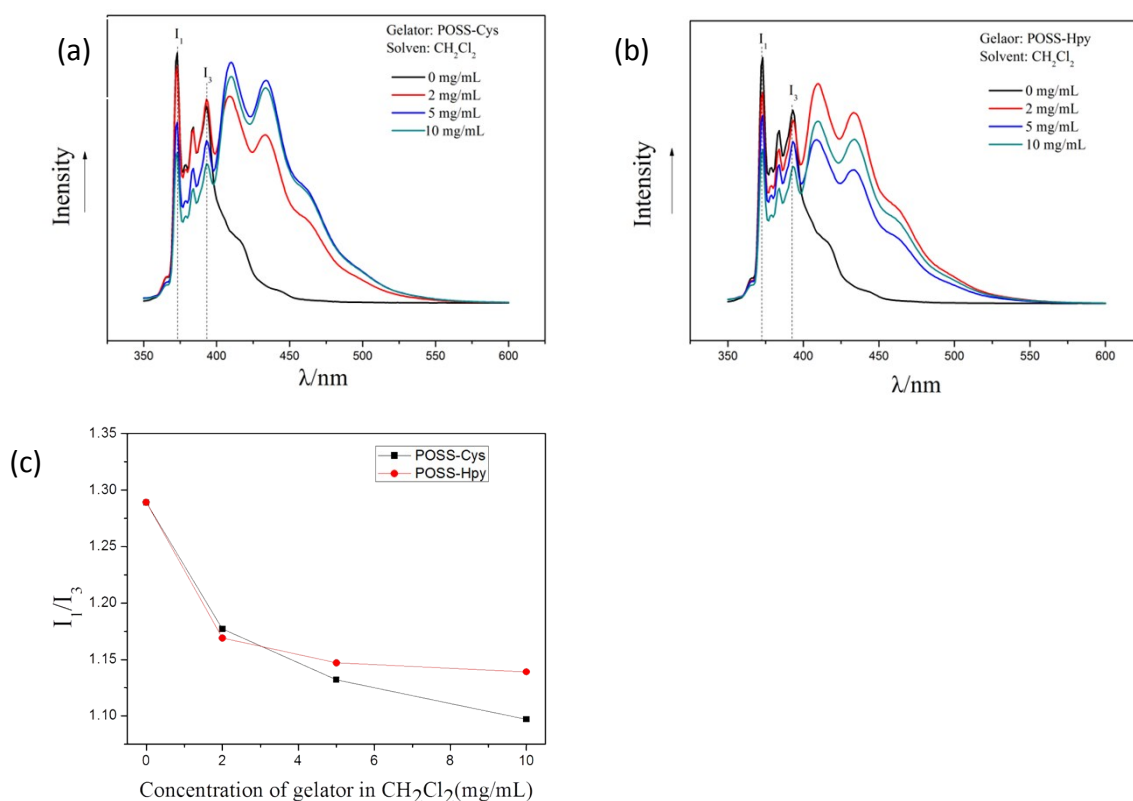 (a)
I₁
I₃
Gelator: POSS-Cys
Solven: CH₂Cl₂
0 mg/mL
2 mg/mL
5 mg/mL
10 mg/mL
Inensity
350 400 450 500 550 600
λ/nm
(b)
I₁
I₃
Gelaor: POSS-Hpy
Solvent: CH₂Cl₂
0 mg/mL
2 mg/mL
5 mg/mL
10 mg/mL
Intensity
350 400 450 500 550 600
λ/nm
(c)
POSS-Cys
POSS-Hpy
1.35
1.30
1.25
1.20
1.15
1.10
I₁/I₃
0 2 4 6 8 10
Concentration of gelator in CH₂Cl₂(mg/mL)